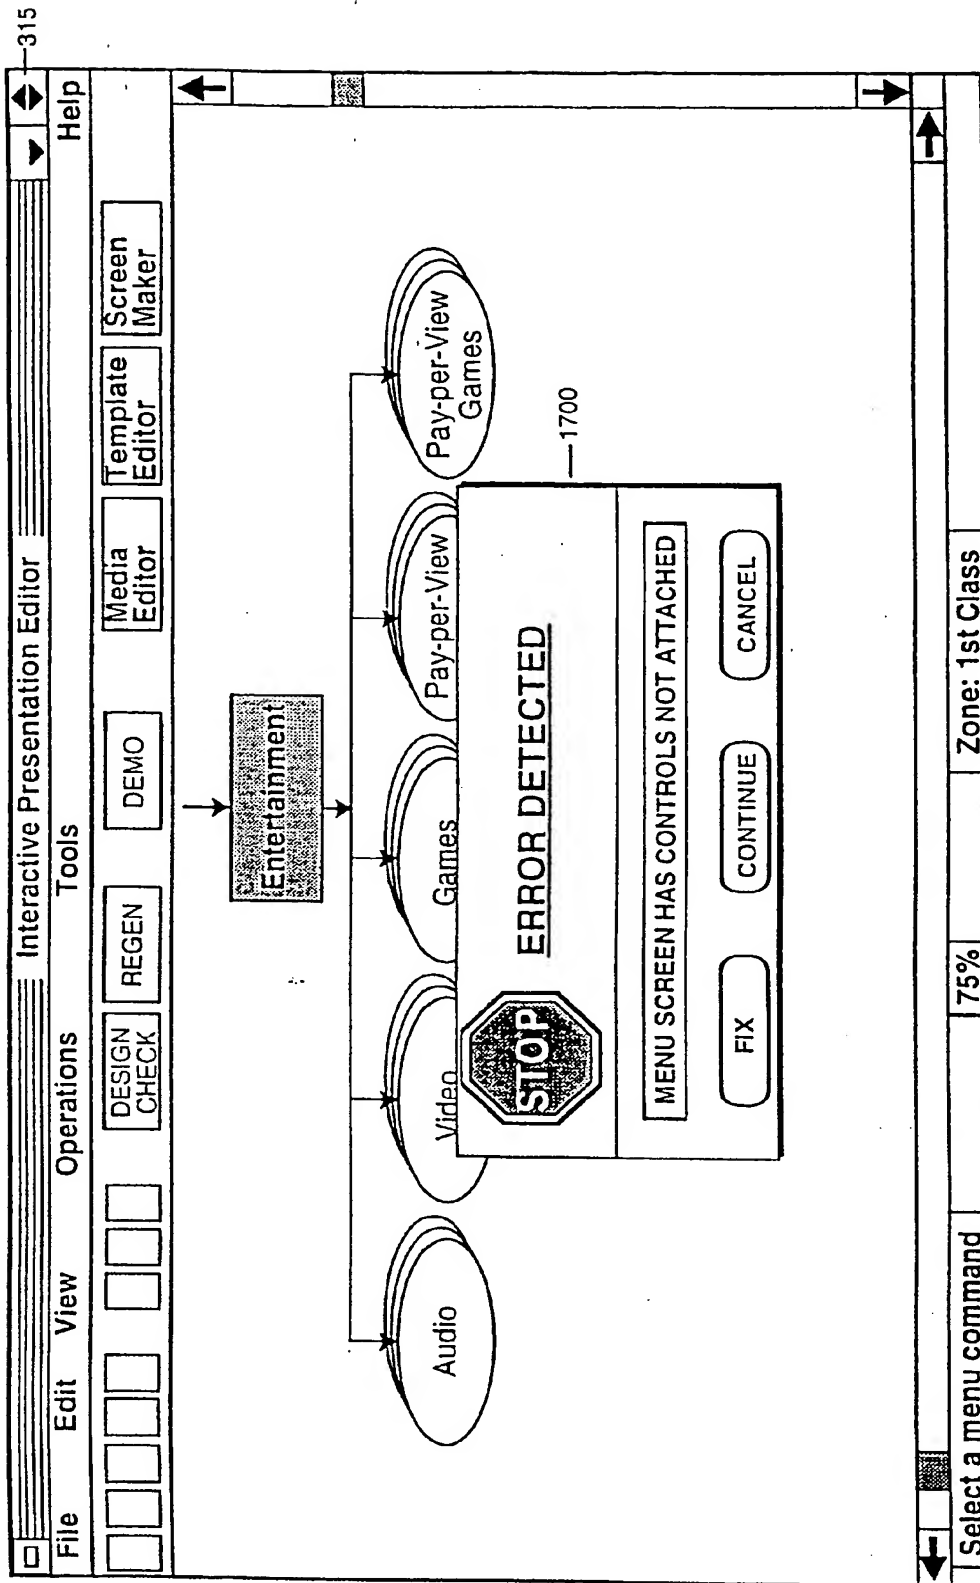 315
Interactive Presentation Editor
File Edit View Operations Tools Help
DESIGN
CHECK
REGEN
DEMO
Media
Editor
Template
Editor
Screen
Maker
Entertainment
Audio
Video
Games
Pay-per-View
Pay-per-View
Games
1700
STOP
ERROR DETECTED
MENU SCREEN HAS CONTROLS NOT ATTACHED
FIX
CONTINUE
CANCEL
Select a menu command
75%
Zone: 1st Class